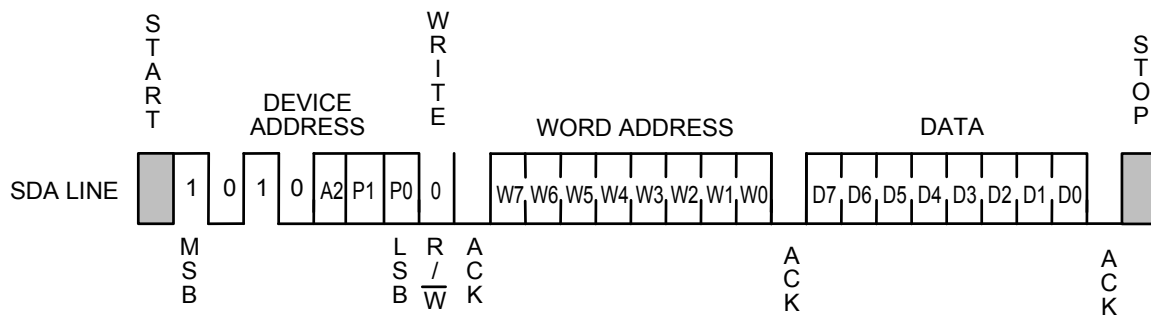 START
WRITE
STOP
DEVICE
ADDRESS
WORD ADDRESS
DATA
SDA LINE
1 0 1 0 A2 P1 P0 0
W7 W6 W5 W4 W3 W2 W1 W0
D7 D6 D5 D4 D3 D2 D1 D0
MSB
LSB
R/W
ACK
ACK
ACK